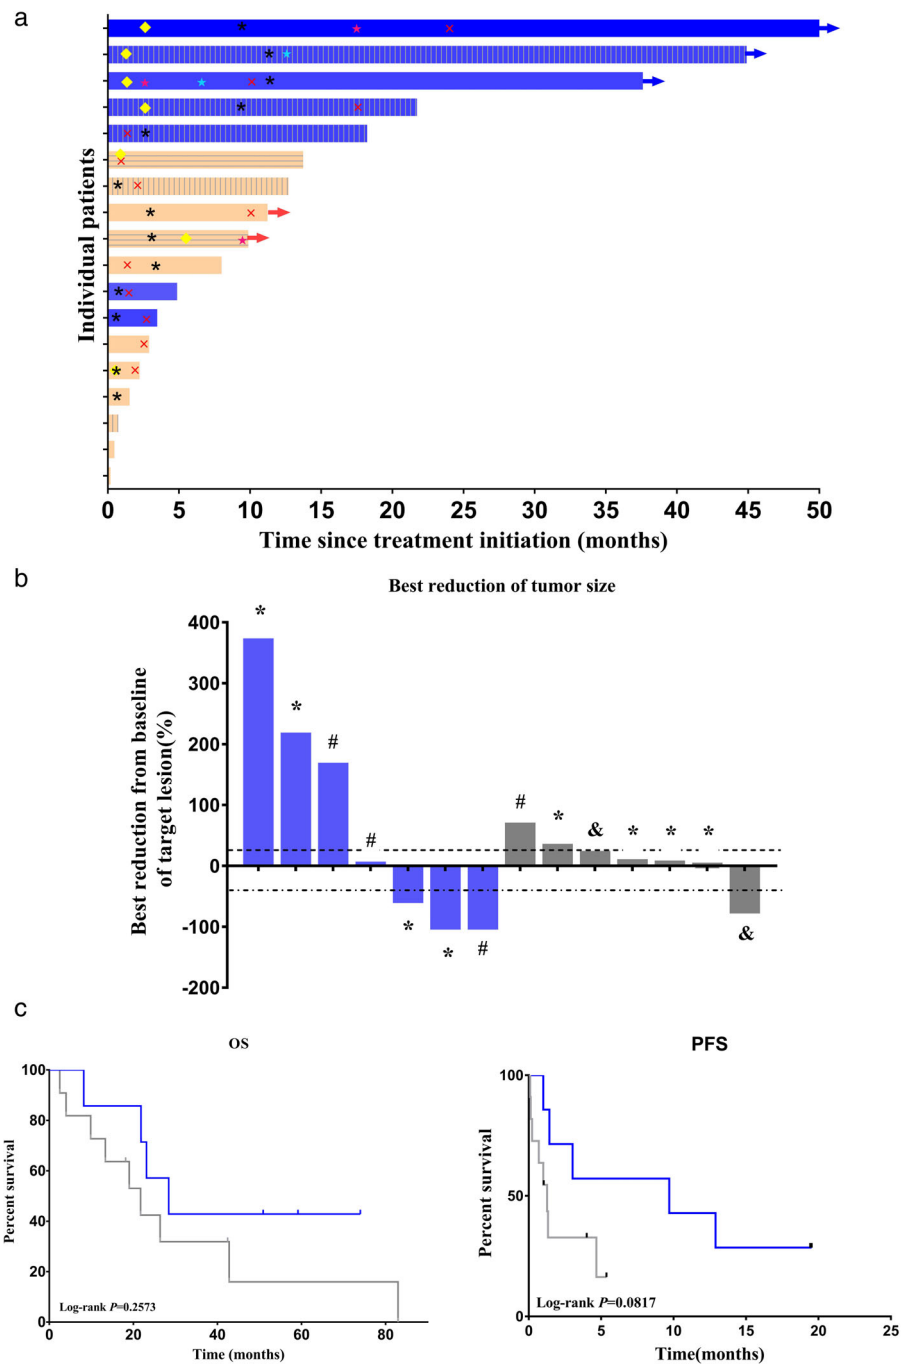 a
Individual patients
0 5 10 15 20 25 30 35 40 45 50
Time since treatment initiation (months)
b
Best reduction of tumor size
Best reduction from baseline
of target lesion(%)
400
300
200
100
0
-100
-200
* * # # * * # # * & * * * &
c
OS
Percent survival
100
80
60
40
20
0
Log-rank P=0.2573
0 20 40 60 80
Time (months)
PFS
Percent survival
100
50
0
Log-rank P=0.0817
0 5 10 15 20 25
Time(months)